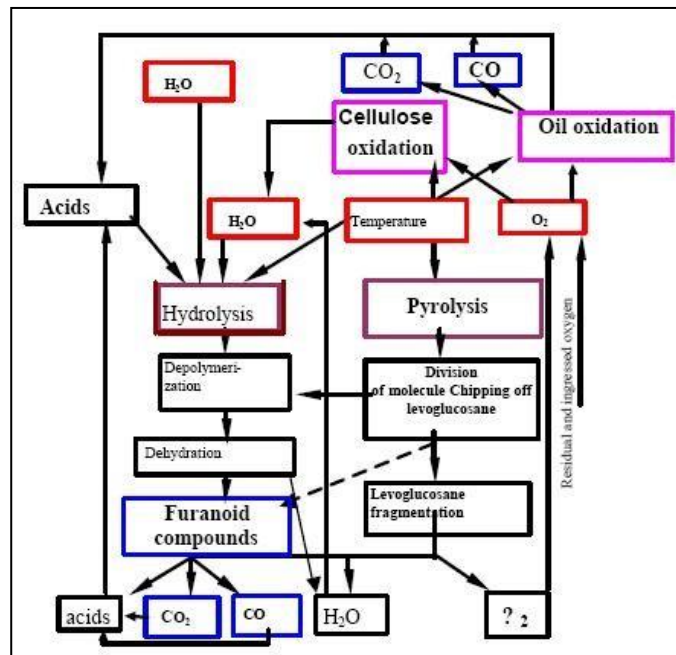 CO2
CO
H2O
Cellulose
oxidation
Oil oxidation
Acids
H2O
Temperature
O2
Hydrolysis
Pyrolysis
Residual and ingressed oxygen
Depolymeri-
zation
Division
of molecule Chipping off
levoglucosane
Dehydration
Levoglucosane
fragmentation
Furanoid
compounds
acids
CO2
CO
H2O
? 2